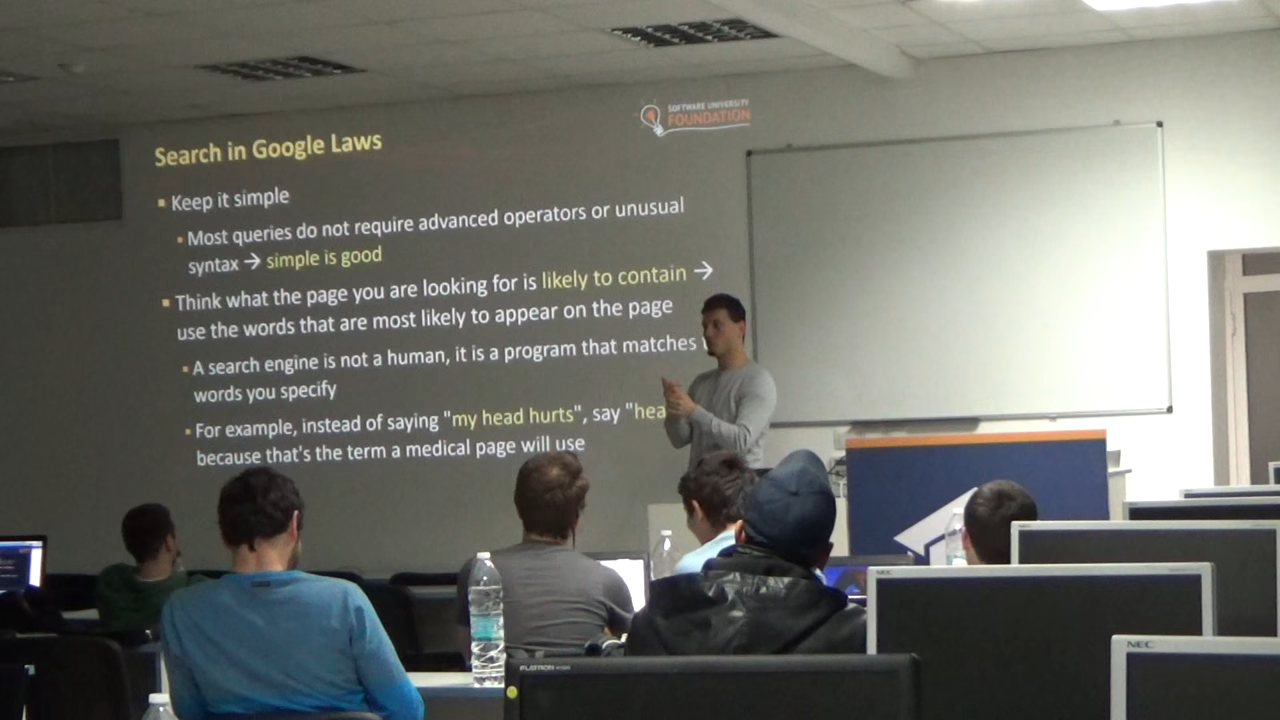 SOFTWARE UNIVERSITY
FOUNDATION
Search in Google Laws
Keep it simple
Most queries do not require advanced operators or unusual
syntax → simple is good
Think what the page you are looking for is likely to contain →
use the words that are most likely to appear on the page
A search engine is not a human, it is a program that matches
words you specify
For example, instead of saying "my head hurts", say "hea
because that's the term a medical page will use
NEC
NEC
FLATRON